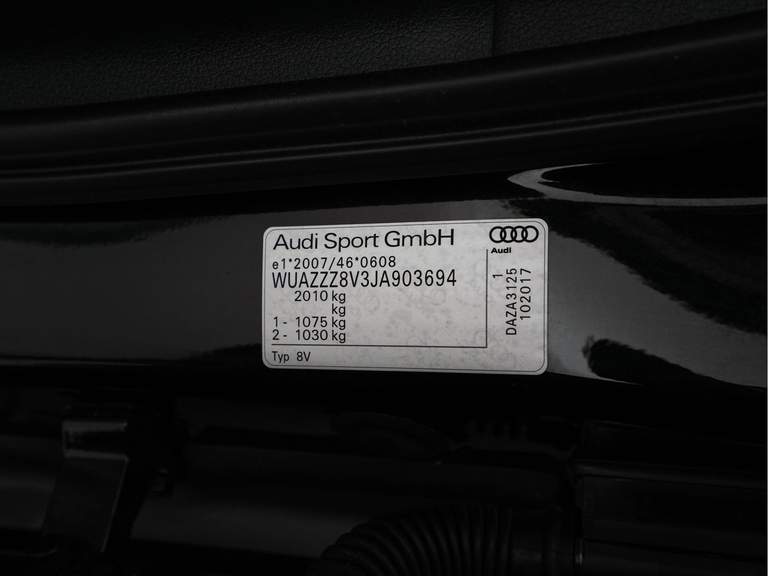 Audi Sport GmbH
Audi
e1*2007/46*0608
WUAZZZ8V3JA903694
2010 kg
kg
1 - 1075 kg
2 - 1030 kg
Typ 8V
1
DAZA3125
102017